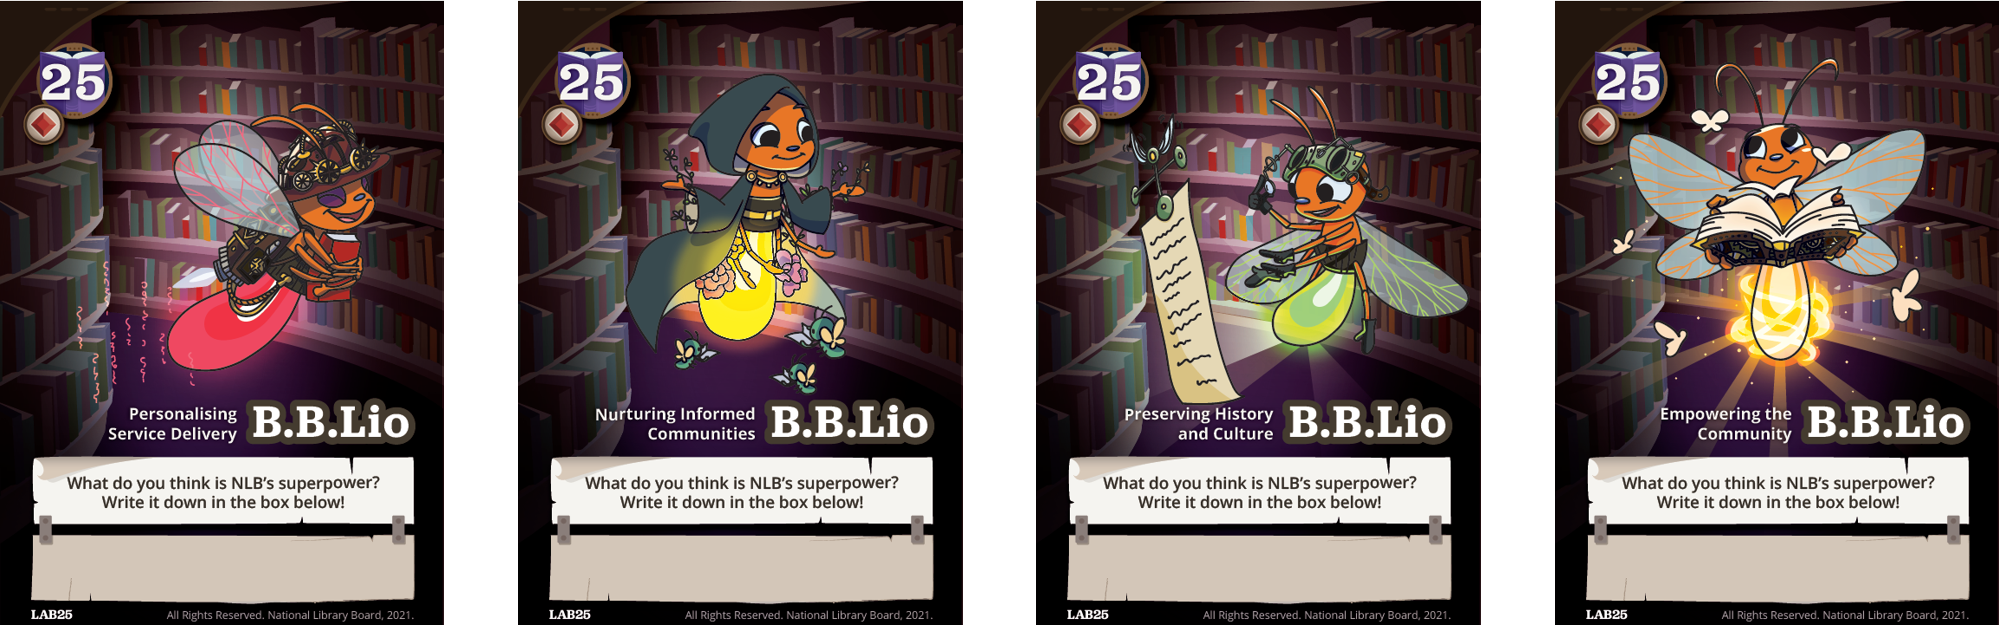 25
Personalising
Service Delivery
B.B.Lio
What do you think is NLB's superpower?
Write it down in the box below!
LAB25
All Rights Reserved. National Library Board, 2021.
25
Nurturing Informed
Communities
B.B.Lio
What do you think is NLB's superpower?
Write it down in the box below!
LAB25
All Rights Reserved. National Library Board, 2021.
25
Preserving History
and Culture
B.B.Lio
What do you think is NLB's superpower?
Write it down in the box below!
LAB25
All Rights Reserved. National Library Board, 2021.
25
Empowering the
Community
B.B.Lio
What do you think is NLB's superpower?
Write it down in the box below!
LAB25
All Rights Reserved. National Library Board, 2021.